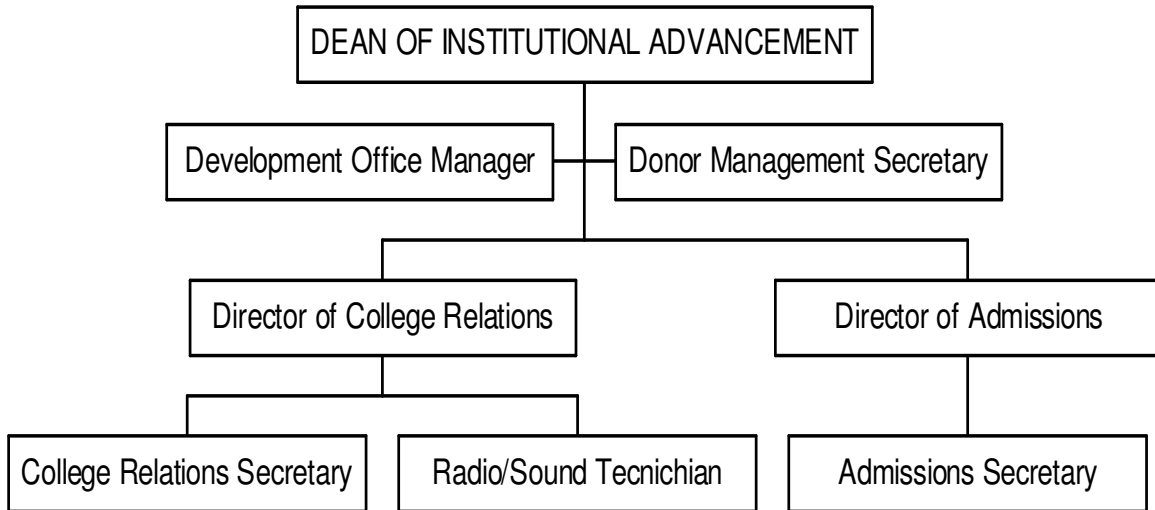 DEAN OF INSTITUTIONAL ADVANCEMENT
Development Office Manager
Donor Management Secretary
Director of College Relations
Director of Admissions
College Relations Secretary
Radio/Sound Tecnichian
Admissions Secretary